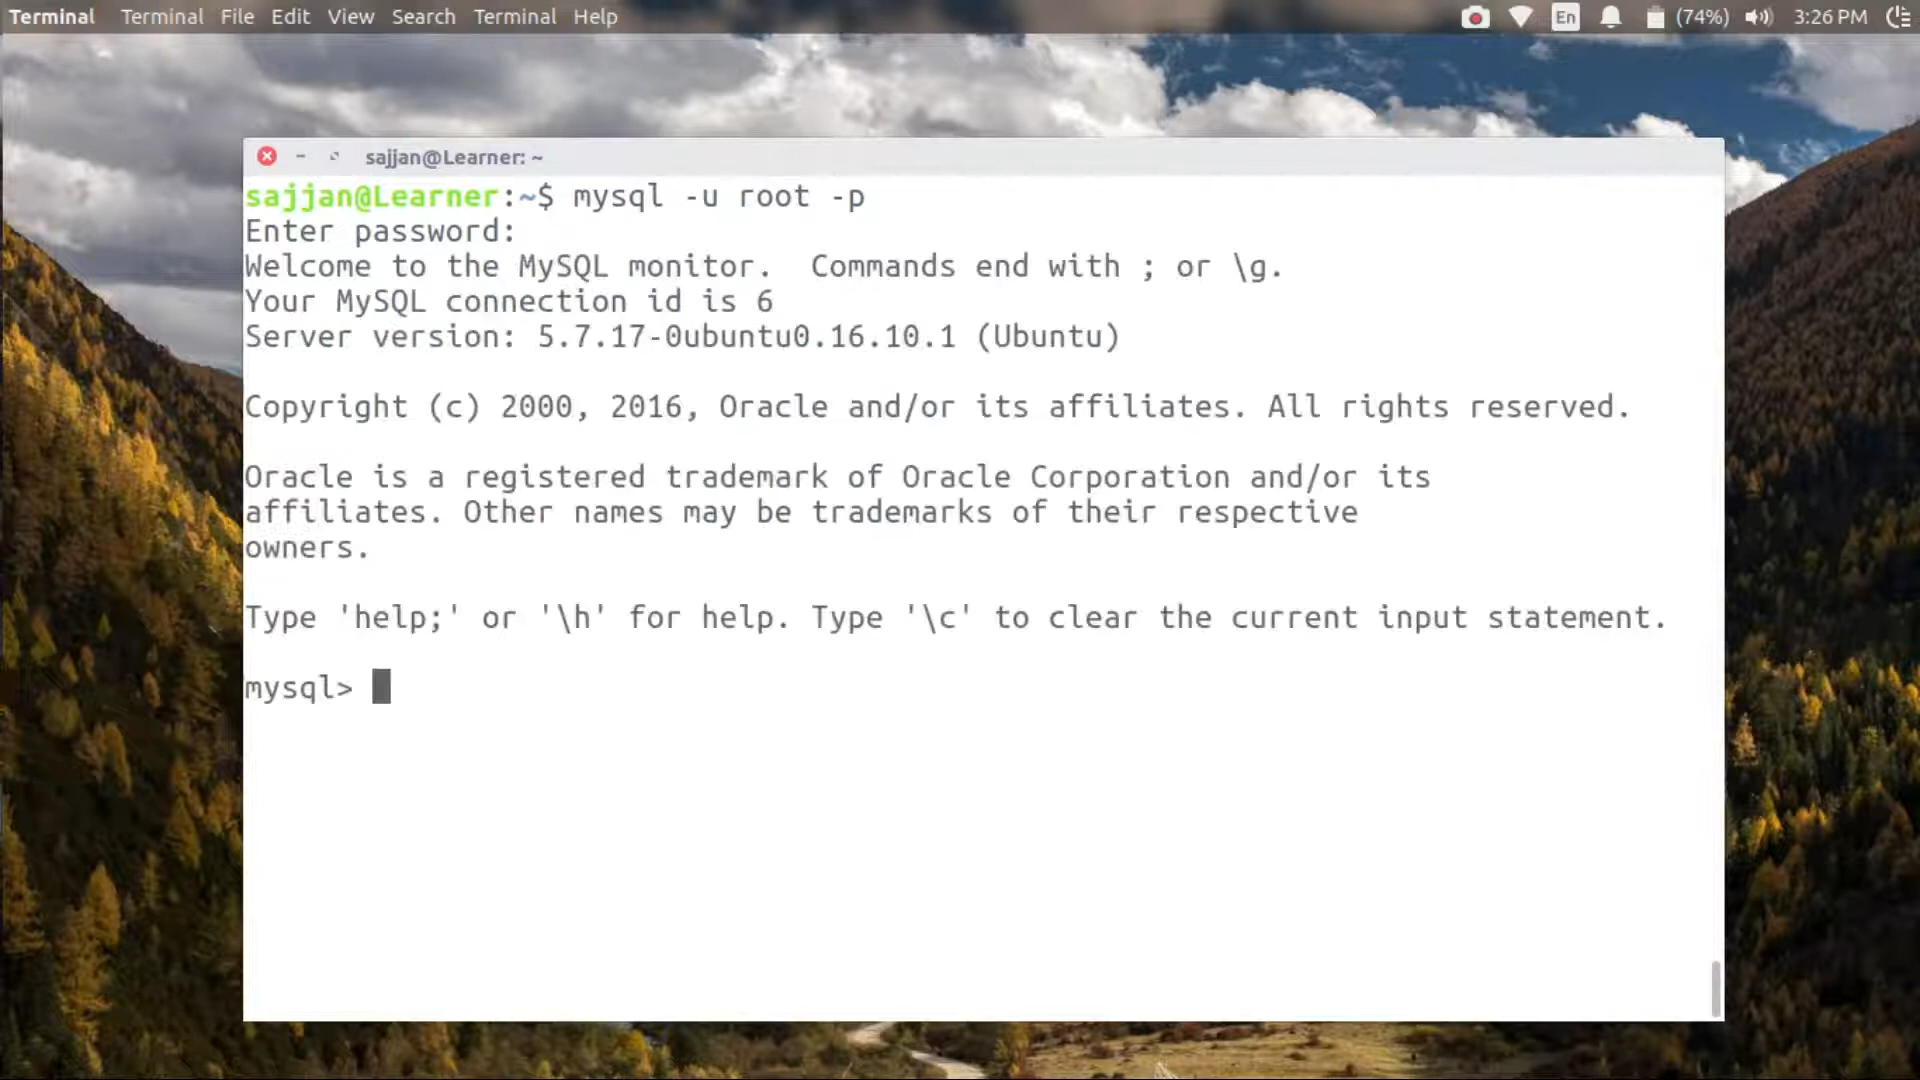 Terminal Terminal File Edit View Search Terminal Help En (74%) 3:26 PM
sajjan@Learner: ~
sajjan@Learner:~$ mysql -u root -p
Enter password:
Welcome to the MySQL monitor.  Commands end with ; or \g.
Your MySQL connection id is 6
Server version: 5.7.17-0ubuntu0.16.10.1 (Ubuntu)
Copyright (c) 2000, 2016, Oracle and/or its affiliates. All rights reserved.
Oracle is a registered trademark of Oracle Corporation and/or its
affiliates. Other names may be trademarks of their respective
owners.
Type 'help;' or '\h' for help. Type '\c' to clear the current input statement.
mysql>